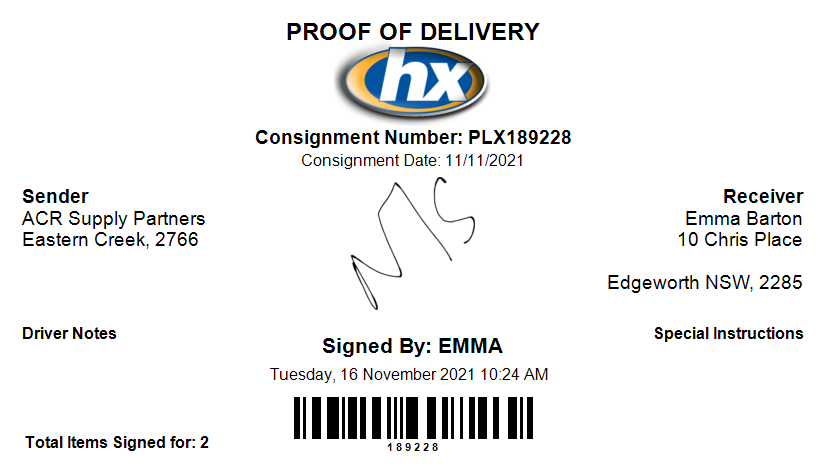 PROOF OF DELIVERY
hx
Consignment Number: PLX189228
Consignment Date: 11/11/2021
Sender
ACR Supply Partners
Eastern Creek, 2766
Receiver
Emma Barton
10 Chris Place
Edgeworth NSW, 2285
Driver Notes
Special Instructions
Signed By: EMMA
Tuesday, 16 November 2021 10:24 AM
189228
Total Items Signed for: 2